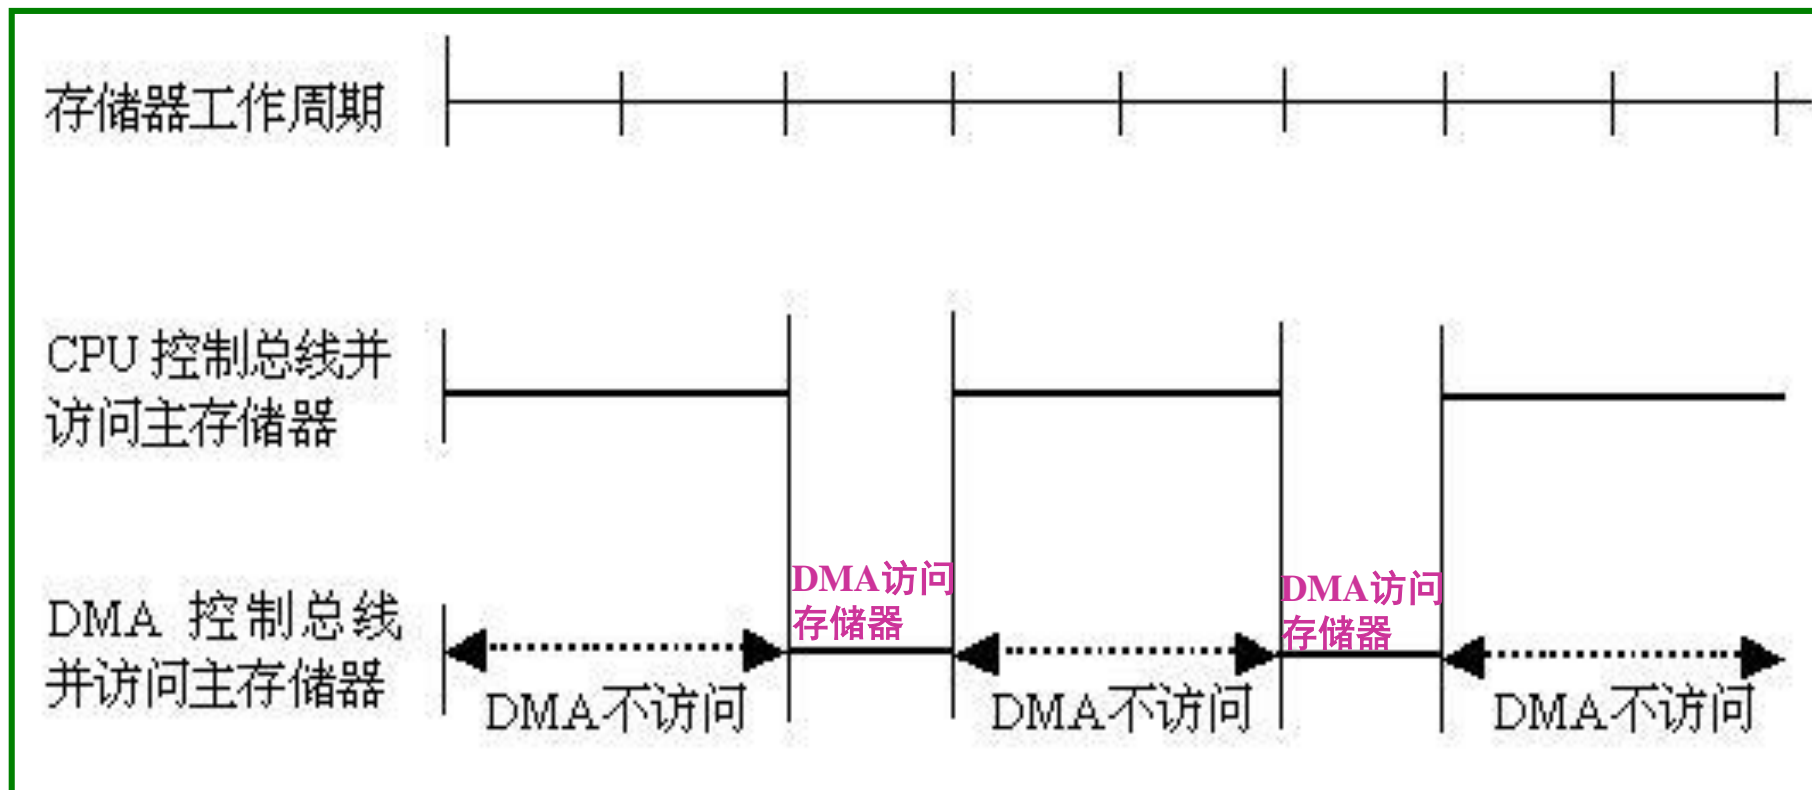 存储器工作周期
CPU 控制总线并
访问主存储器
DMA访问
存储器
DMA访问
存储器
DMA 控制总线
并访问主存储器
DMA不访问
DMA不访问
DMA不访问